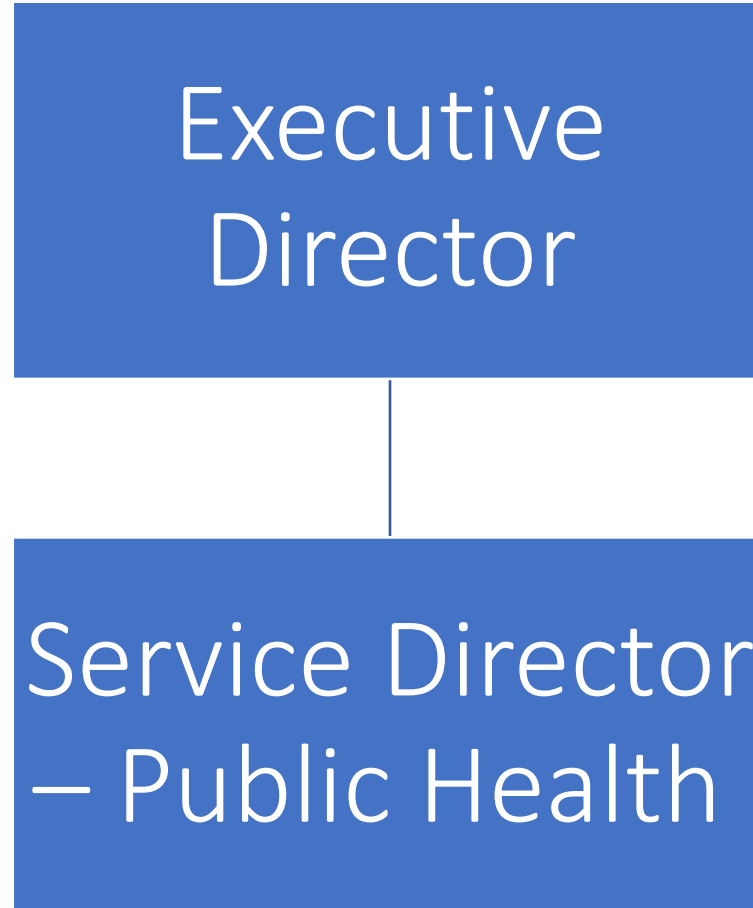 Executive
Director
Service Director
– Public Health